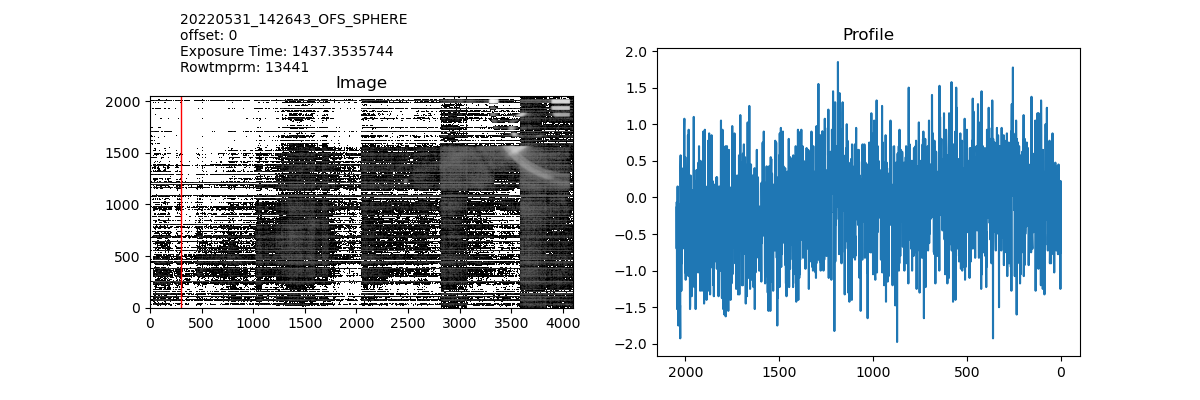 20220531_142643_OFS_SPHERE
offset: 0
Exposure Time: 1437.3535744
Rowtmprm: 13441
Image
2000
1500
1000
500
0
0 500 1000 1500 2000 2500 3000 3500 4000
Profile
2.0
1.5
1.0
0.5
0.0
−0.5
−1.0
−1.5
−2.0
2000 1500 1000 500 0